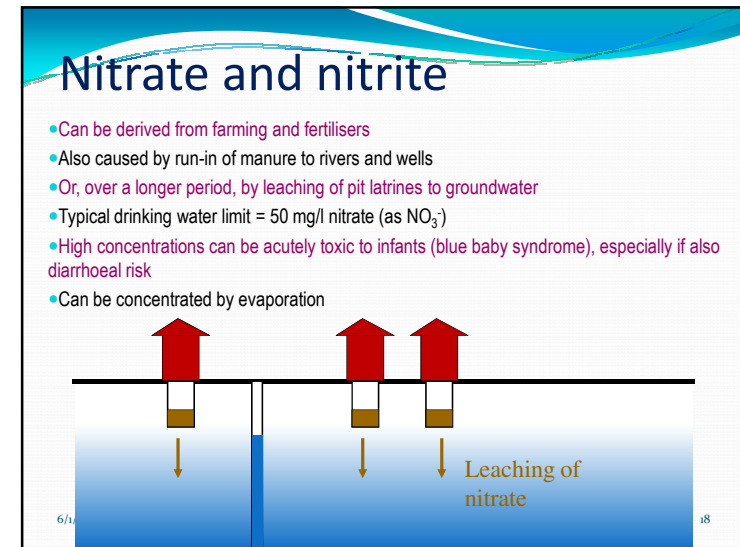 Nitrate and nitrite
•Can be derived from farming and fertilisers
•Also caused by run-in of manure to rivers and wells
•Or, over a longer period, by leaching of pit latrines to groundwater
•Typical drinking water limit = 50 mg/l nitrate (as NO₃⁻)
•High concentrations can be acutely toxic to infants (blue baby syndrome), especially if also
diarrhoeal risk
•Can be concentrated by evaporation
Leaching of
nitrate
6/1/
18